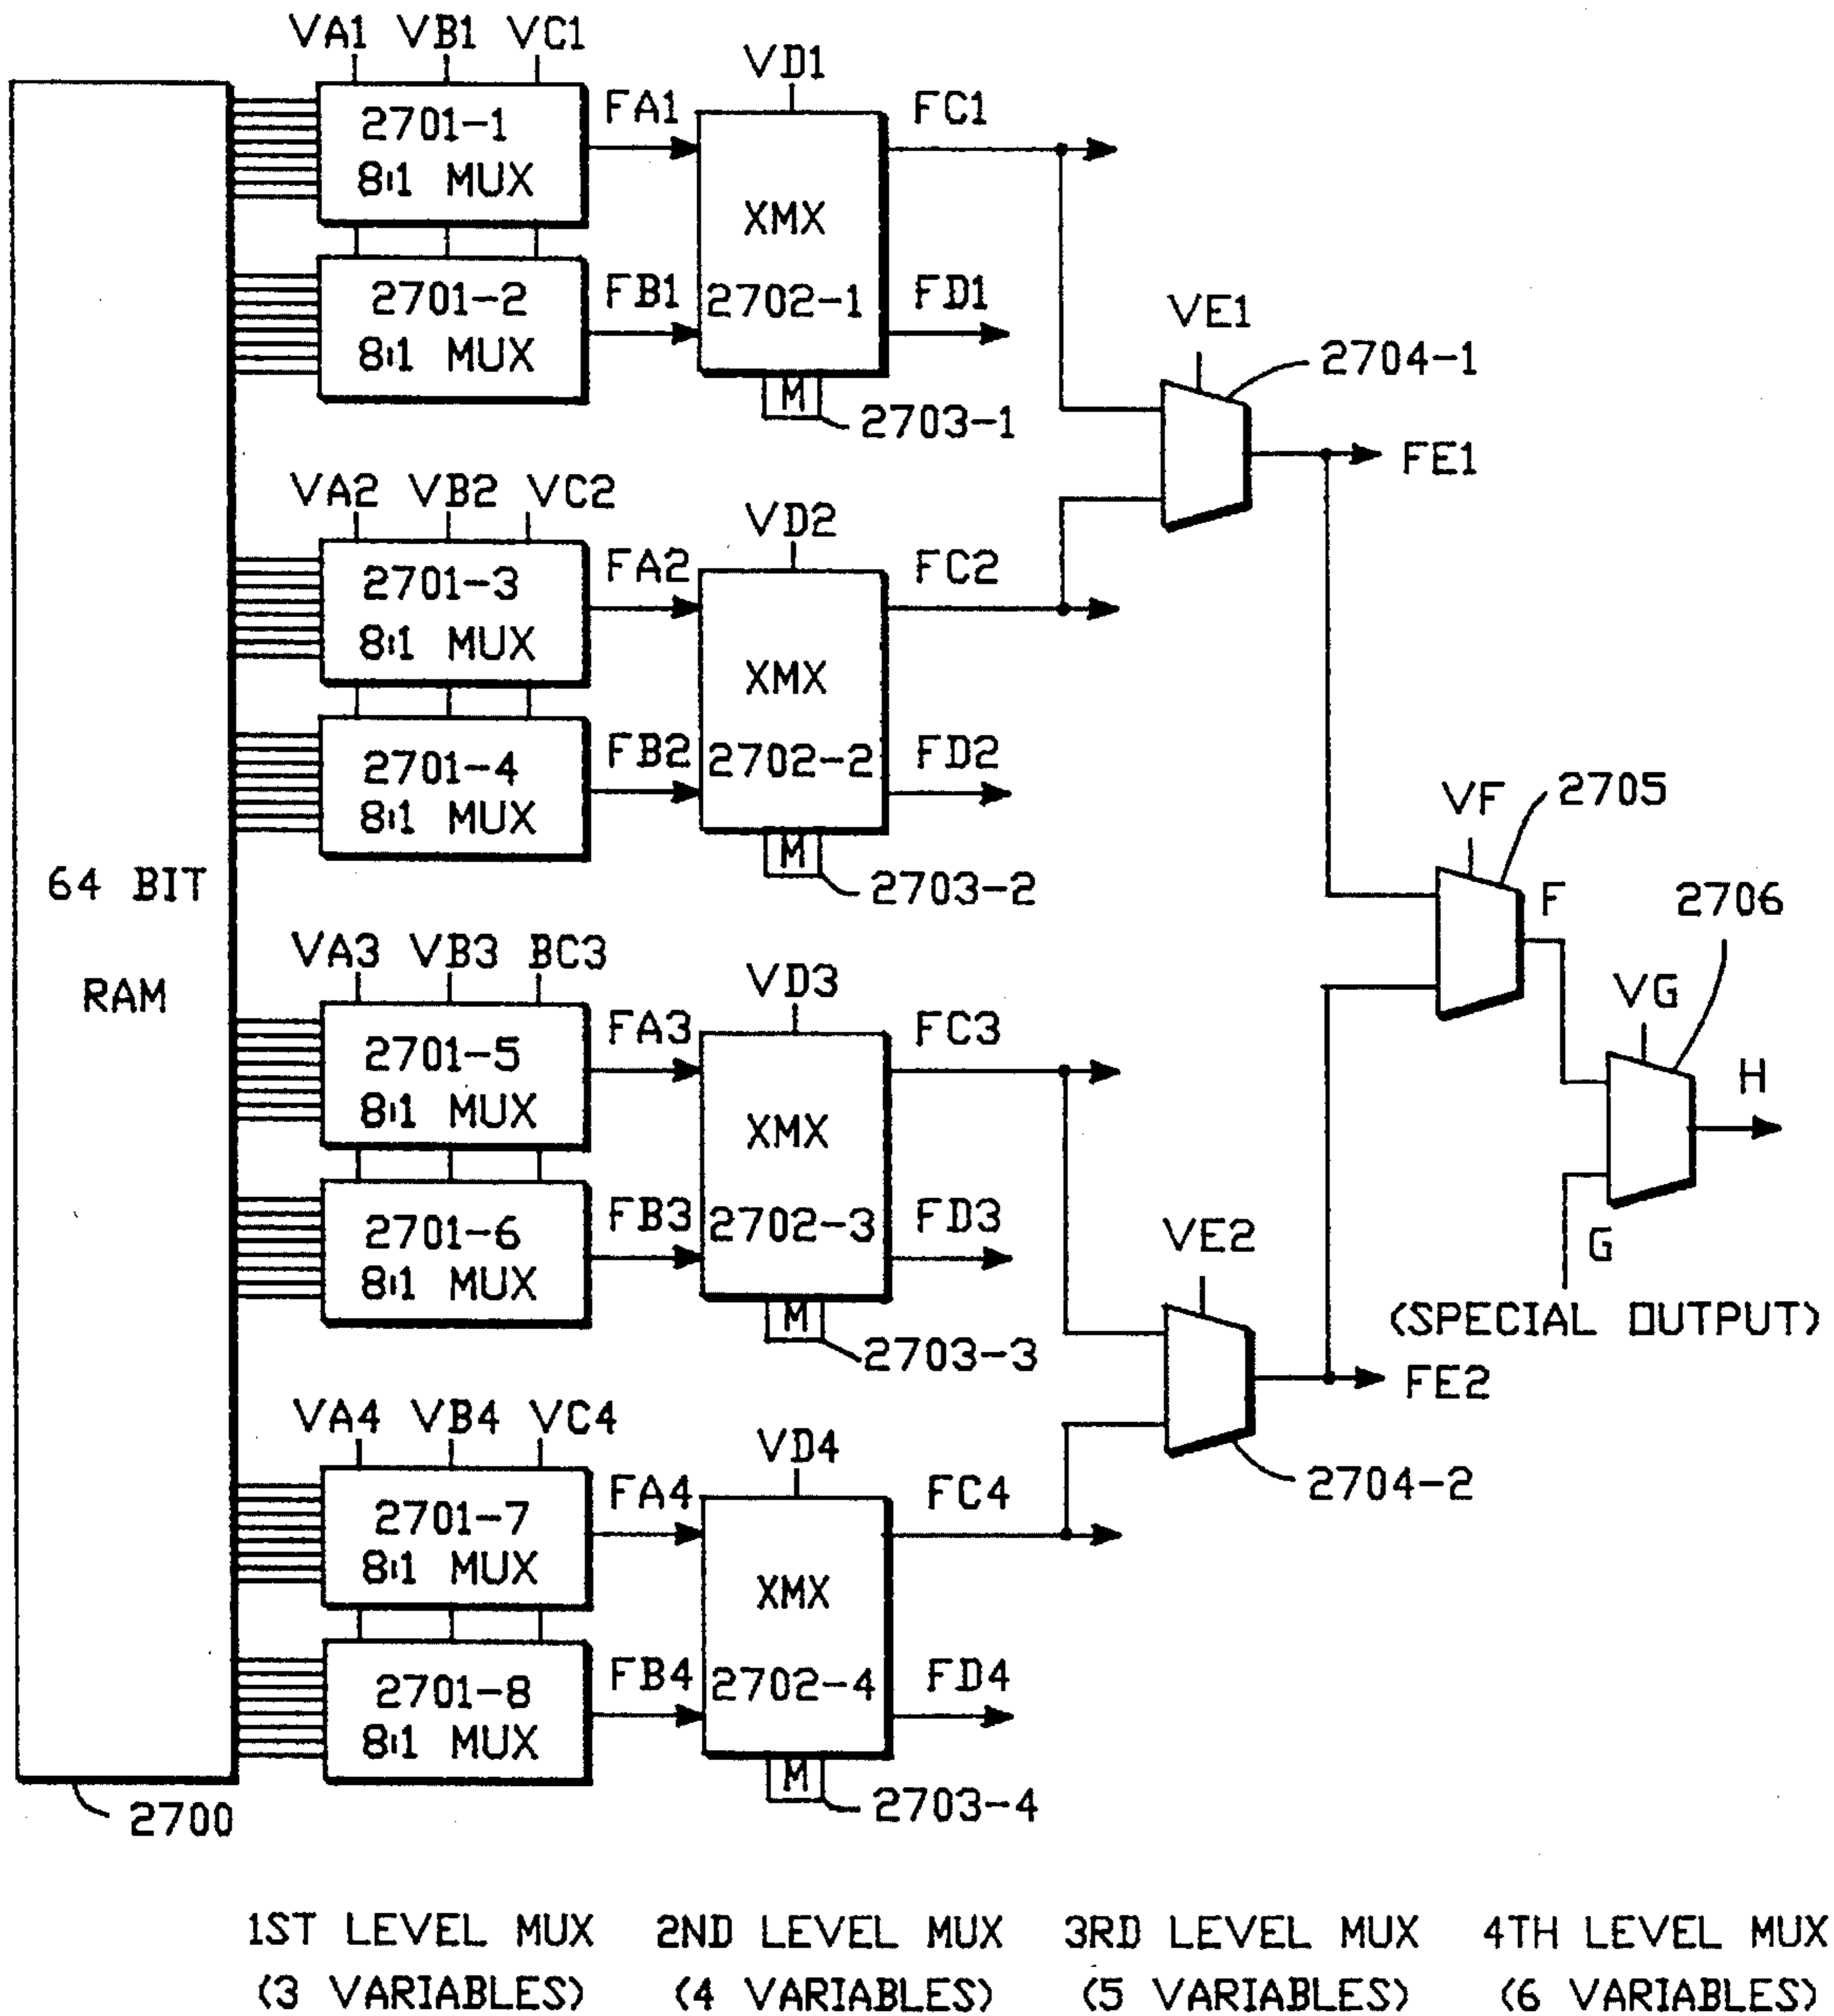 VA1 VB1 VC1
VD1
2701-1
8:1 MUX
FA1
FC1
XMX
2702-1
2701-2
8:1 MUX
FB1
FD1
M
2703-1
VE1
2704-1
FE1
VA2 VB2 VC2
VD2
2701-3
8:1 MUX
FA2
FC2
XMX
2702-2
2701-4
8:1 MUX
FB2
FD2
M
2703-2
VF
2705
F
2706
VG
H
G
(SPECIAL OUTPUT)
64 BIT
RAM
VA3 VB3 BC3
VD3
2701-5
8:1 MUX
FA3
FC3
XMX
2702-3
2701-6
8:1 MUX
FB3
FD3
M
2703-3
VE2
FE2
2704-2
VA4 VB4 VC4
VD4
2701-7
8:1 MUX
FA4
FC4
XMX
2702-4
2701-8
8:1 MUX
FB4
FD4
M
2703-4
2700
1ST LEVEL MUX
(3 VARIABLES)
2ND LEVEL MUX
(4 VARIABLES)
3RD LEVEL MUX
(5 VARIABLES)
4TH LEVEL MUX
(6 VARIABLES)